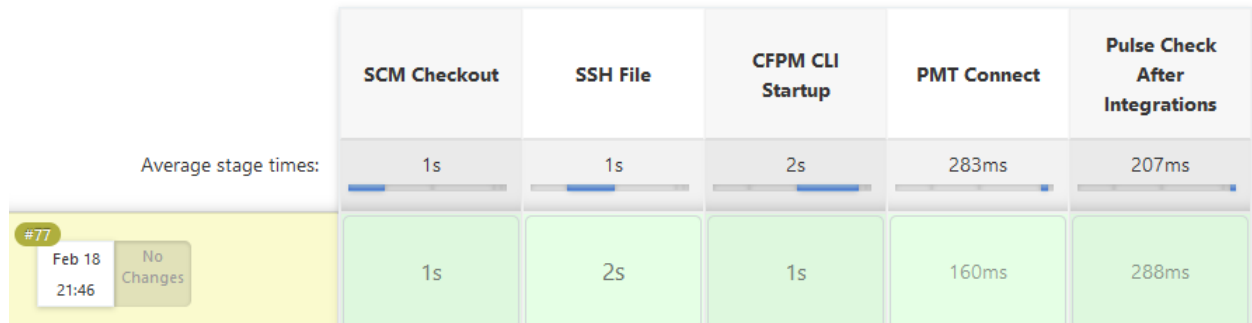 SCM Checkout
SSH File
CFPM CLI
Startup
PMT Connect
Pulse Check
After
Integrations
Average stage times:
1s
1s
2s
283ms
207ms
#77
Feb 18
21:46
No
Changes
1s
2s
1s
160ms
288ms